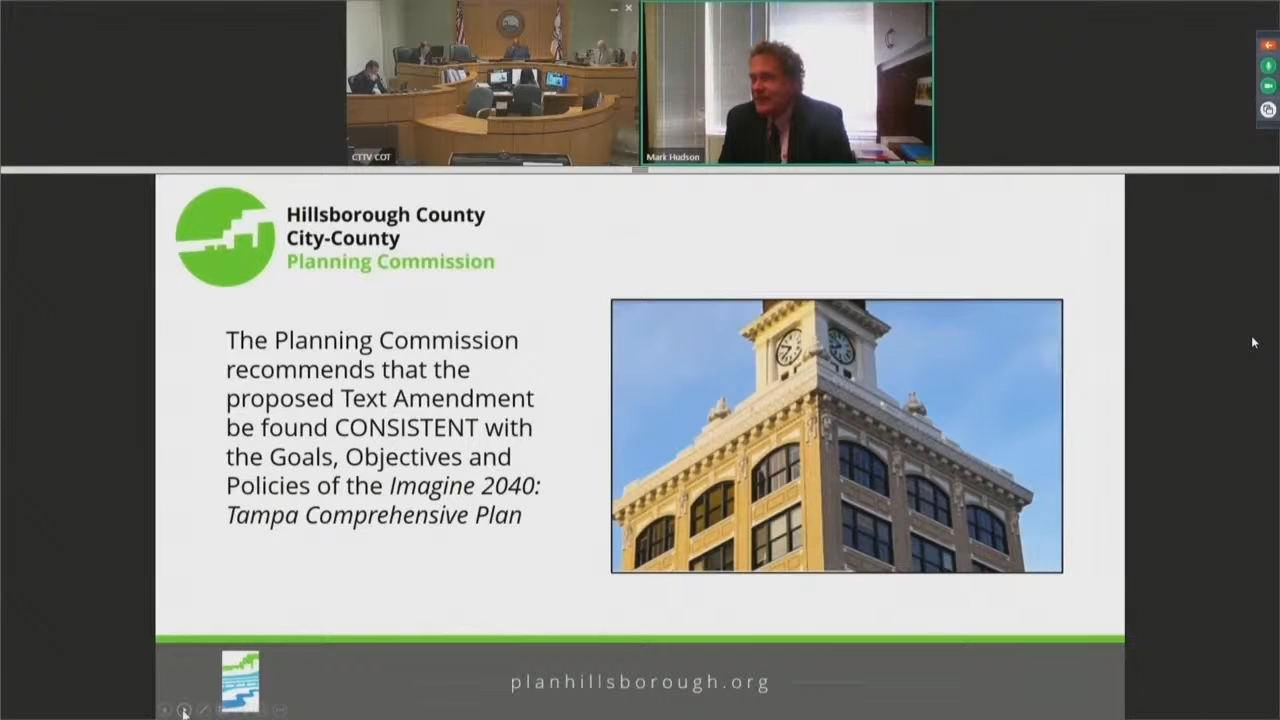 CTTV COT
Mark Hudson
Hillsborough County
City-County
Planning Commission
The Planning Commission
recommends that the
proposed Text Amendment
be found CONSISTENT with
the Goals, Objectives and
Policies of the Imagine 2040:
Tampa Comprehensive Plan
planhillsborough.org